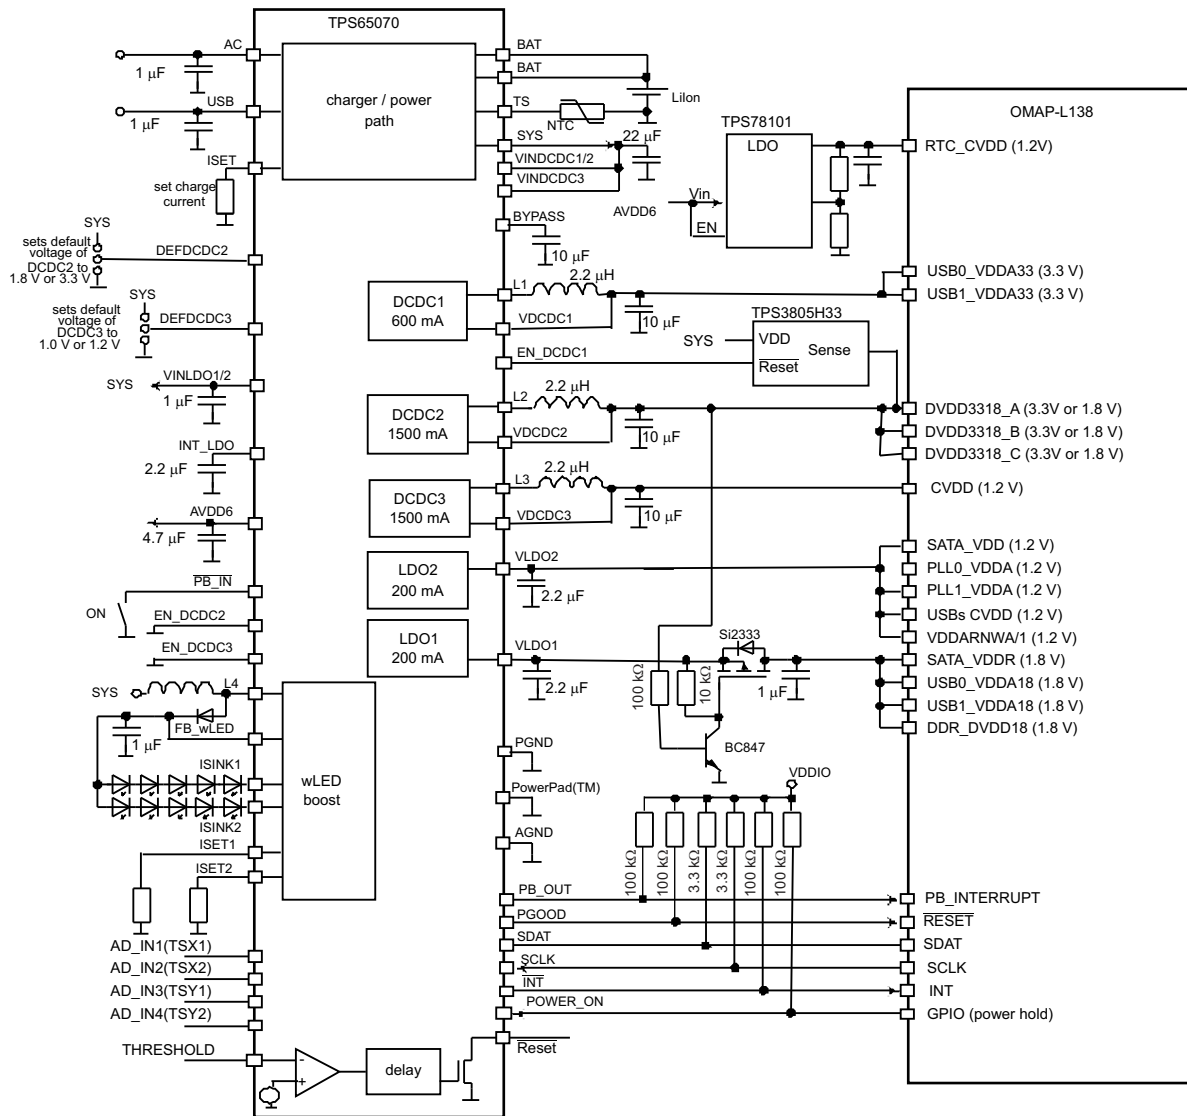 TPS65070
AC
1 μF
USB
1 μF
ISET
set charge
current
charger / power
path
BAT
BAT
TS
NTC
LiIon
SYS
22 μF
VINDCDC1/2
VINDCDC3
BYPASS
10 μF
TPS78101
LDO
Vin
AVDD6
EN
OMAP-L138
RTC_CVDD (1.2V)
SYS
sets default
voltage of
DCDC2 to
1.8 V or 3.3 V
DEFDCDC2
SYS
sets default
voltage of
DCDC3 to
1.0 V or 1.2 V
DEFDCDC3
DCDC1
600 mA
L1
2.2 μH
VDCDC1
10 μF
USB0_VDDA33 (3.3 V)
USB1_VDDA33 (3.3 V)
TPS3805H33
SYS
VDD
Sense
Reset
EN_DCDC1
SYS
VINLDO1/2
1 μF
INT_LDO
2.2 μF
AVDD6
4.7 μF
DCDC2
1500 mA
L2
2.2 μH
VDCDC2
10 μF
DVDD3318_A (3.3V or 1.8 V)
DVDD3318_B (3.3V or 1.8 V)
DVDD3318_C (3.3V or 1.8 V)
DCDC3
1500 mA
L3
2.2 μH
VDCDC3
10 μF
CVDD (1.2 V)
LDO2
200 mA
VLDO2
2.2 μF
SATA_VDD (1.2 V)
PLL0_VDDA (1.2 V)
PLL1_VDDA (1.2 V)
USBs CVDD (1.2 V)
VDDARNWA/1 (1.2 V)
PB_IN
ON
EN_DCDC2
EN_DCDC3
LDO1
200 mA
VLDO1
2.2 μF
100 kΩ
10 kΩ
Si2333
1 μF
BC847
SATA_VDDR (1.8 V)
USB0_VDDA18 (1.8 V)
USB1_VDDA18 (1.8 V)
DDR_DVDD18 (1.8 V)
SYS
L4
FB_wLED
1 μF
ISINK1
ISINK2
ISET1
ISET2
wLED
boost
PGND
PowerPad(TM)
AGND
VDDIO
100 kΩ
100 kΩ
3.3 kΩ
3.3 kΩ
100 kΩ
100 kΩ
PB_OUT
PB_INTERRUPT
PGOOD
RESET
SDAT
SDAT
SCLK
SCLK
INT
INT
POWER_ON
GPIO (power hold)
AD_IN1(TSX1)
AD_IN2(TSX2)
AD_IN3(TSY1)
AD_IN4(TSY2)
THRESHOLD
-
+
delay
Reset